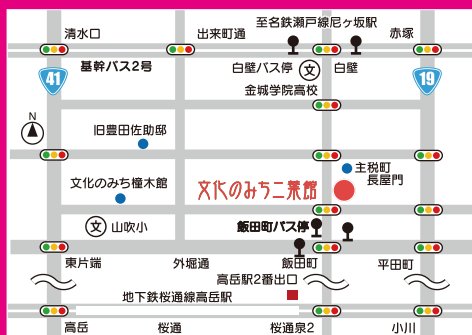 至名鉄瀬戸線尼ヶ坂駅
清水口
出来町通
赤塚
基幹バス2号
白壁バス停
文
白壁
金城学院高校
41
19
N
旧豊田佐助邸
主税町
長屋門
文化のみち橦木館
文化のみち二葉館
文
山吹小
飯田町バス停
東片端
外堀通
飯田町
平田町
高岳駅2番出口
地下鉄桜通線高岳駅
高岳
桜通
桜通泉2
小川